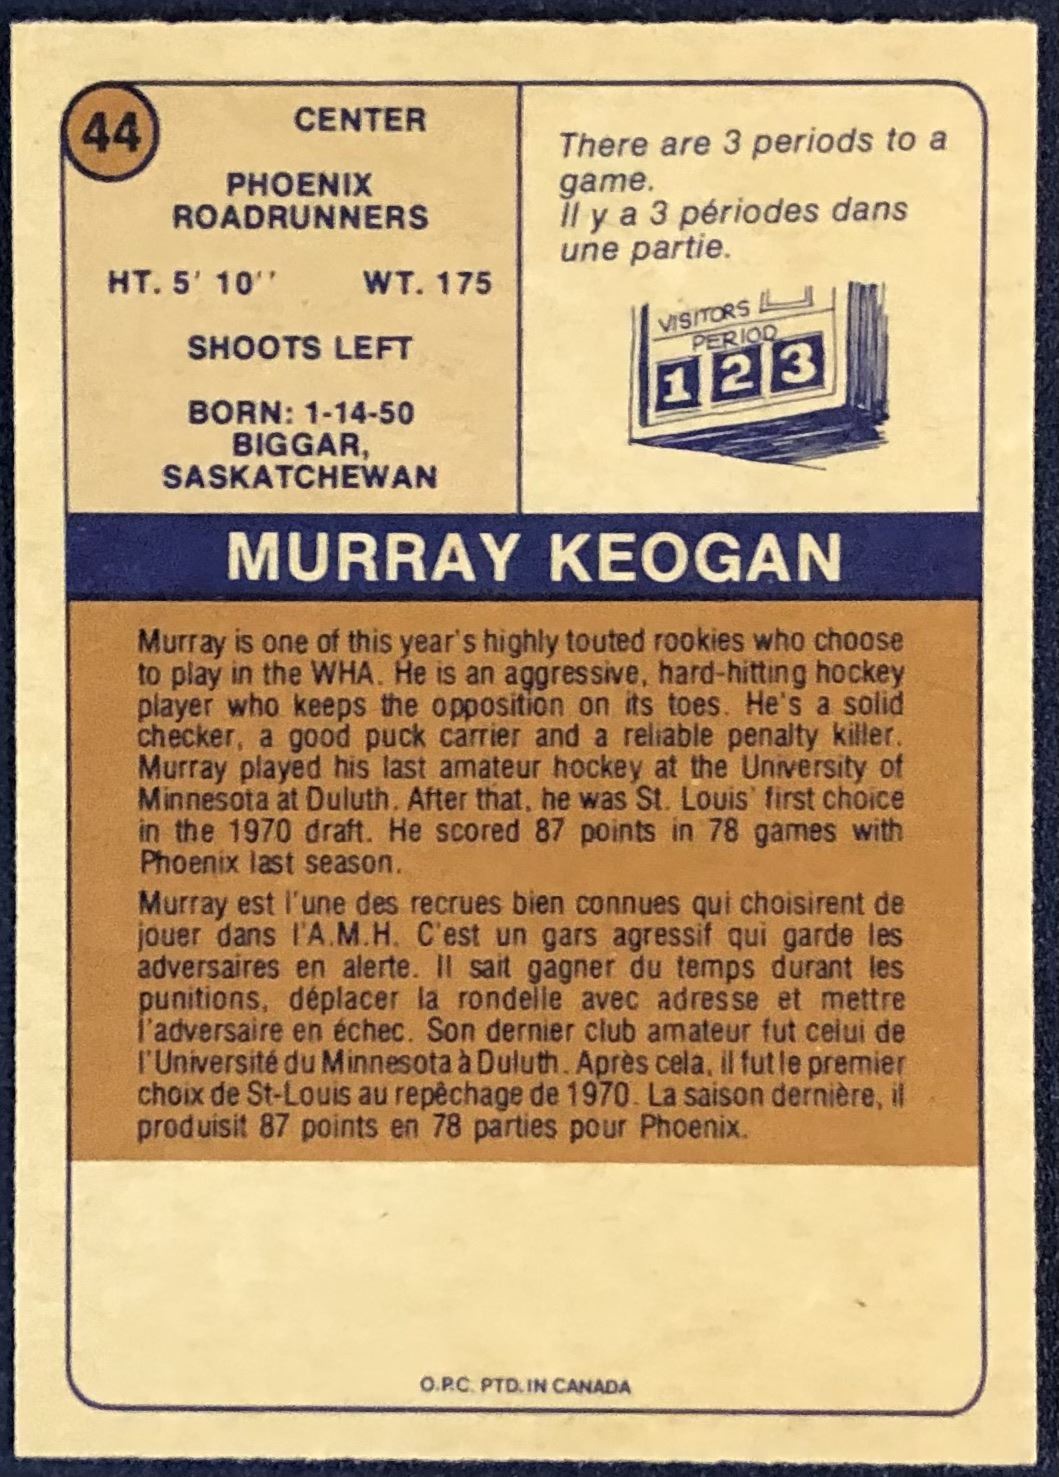 44
CENTER
PHOENIX
ROADRUNNERS
HT. 5' 10'' WT. 175
SHOOTS LEFT
BORN: 1-14-50
BIGGAR,
SASKATCHEWAN
There are 3 periods to a
game.
Il y a 3 périodes dans
une partie.
VISITORS
PERIOD
1 2 3
MURRAY KEOGAN
Murray is one of this year's highly touted rookies who choose
to play in the WHA. He is an aggressive, hard-hitting hockey
player who keeps the opposition on its toes. He's a solid
checker, a good puck carrier and a reliable penalty killer.
Murray played his last amateur hockey at the University of
Minnesota at Duluth. After that, he was St. Louis' first choice
in the 1970 draft. He scored 87 points in 78 games with
Phoenix last season.
Murray est l'une des recrues bien connues qui choisirent de
jouer dans l'A.M.H. C'est un gars agressif qui garde les
adversaires en alerte. Il sait gagner du temps durant les
punitions, déplacer la rondelle avec adresse et mettre
l'adversaire en échec. Son dernier club amateur fut celui de
l'Université du Minnesota à Duluth. Après cela, il fut le premier
choix de St-Louis au repêchage de 1970. La saison dernière, il
produisit 87 points en 78 parties pour Phoenix.
O.P.C. PTD. IN CANADA